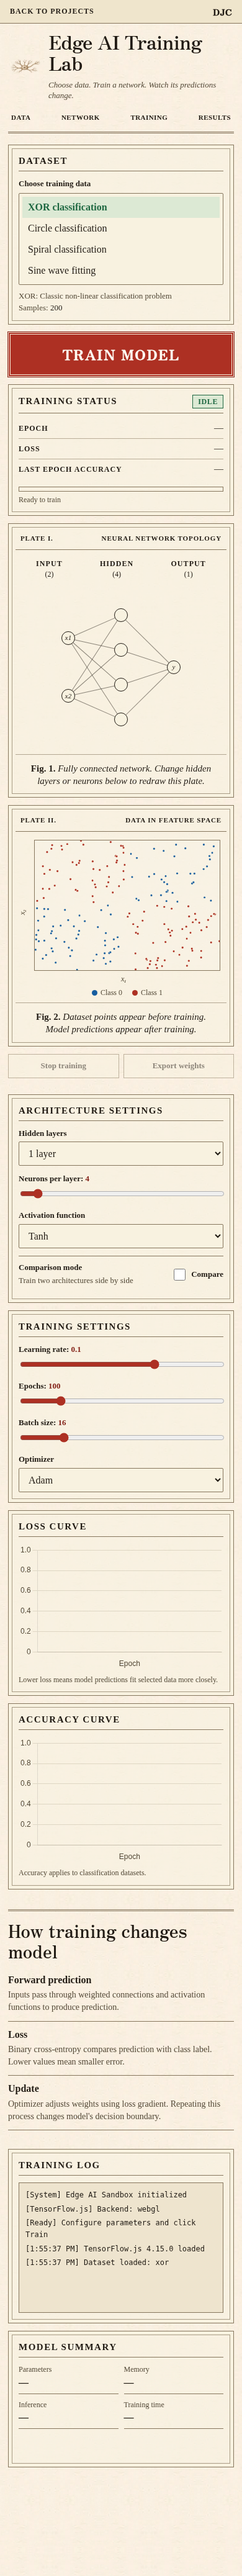 BACK TO PROJECTS
DJC
Edge AI Training
Lab
Choose data. Train a network. Watch its predictions
change.
DATA NETWORK TRAINING RESULTS
DATASET
Choose training data
XOR classification
Circle classification
Spiral classification
Sine wave fitting
XOR: Classic non-linear classification problem
Samples: 200
TRAIN MODEL
TRAINING STATUS
IDLE
EPOCH —
LOSS —
LAST EPOCH ACCURACY —
Ready to train
PLATE I. NEURAL NETWORK TOPOLOGY
INPUT HIDDEN OUTPUT
(2) (4) (1)
x1
x2
y
Fig. 1. Fully connected network. Change hidden
layers or neurons below to redraw this plate.
PLATE II. DATA IN FEATURE SPACE
x₂
x₁
Class 0 Class 1
Fig. 2. Dataset points appear before training.
Model predictions appear after training.
Stop training
Export weights
ARCHITECTURE SETTINGS
Hidden layers
1 layer
Neurons per layer: 4
Activation function
Tanh
Comparison mode
Train two architectures side by side
Compare
TRAINING SETTINGS
Learning rate: 0.1
Epochs: 100
Batch size: 16
Optimizer
Adam
LOSS CURVE
1.0
0.8
0.6
0.4
0.2
0
Epoch
Lower loss means model predictions fit selected data more closely.
ACCURACY CURVE
1.0
0.8
0.6
0.4
0.2
0
Epoch
Accuracy applies to classification datasets.
How training changes
model
Forward prediction
Inputs pass through weighted connections and activation
functions to produce prediction.
Loss
Binary cross-entropy compares prediction with class label.
Lower values mean smaller error.
Update
Optimizer adjusts weights using loss gradient. Repeating this
process changes model's decision boundary.
TRAINING LOG
[System] Edge AI Sandbox initialized
[TensorFlow.js] Backend: webgl
[Ready] Configure parameters and click
Train
[1:55:37 PM] TensorFlow.js 4.15.0 loaded
[1:55:37 PM] Dataset loaded: xor
MODEL SUMMARY
Parameters Memory
— —
Inference Training time
— —